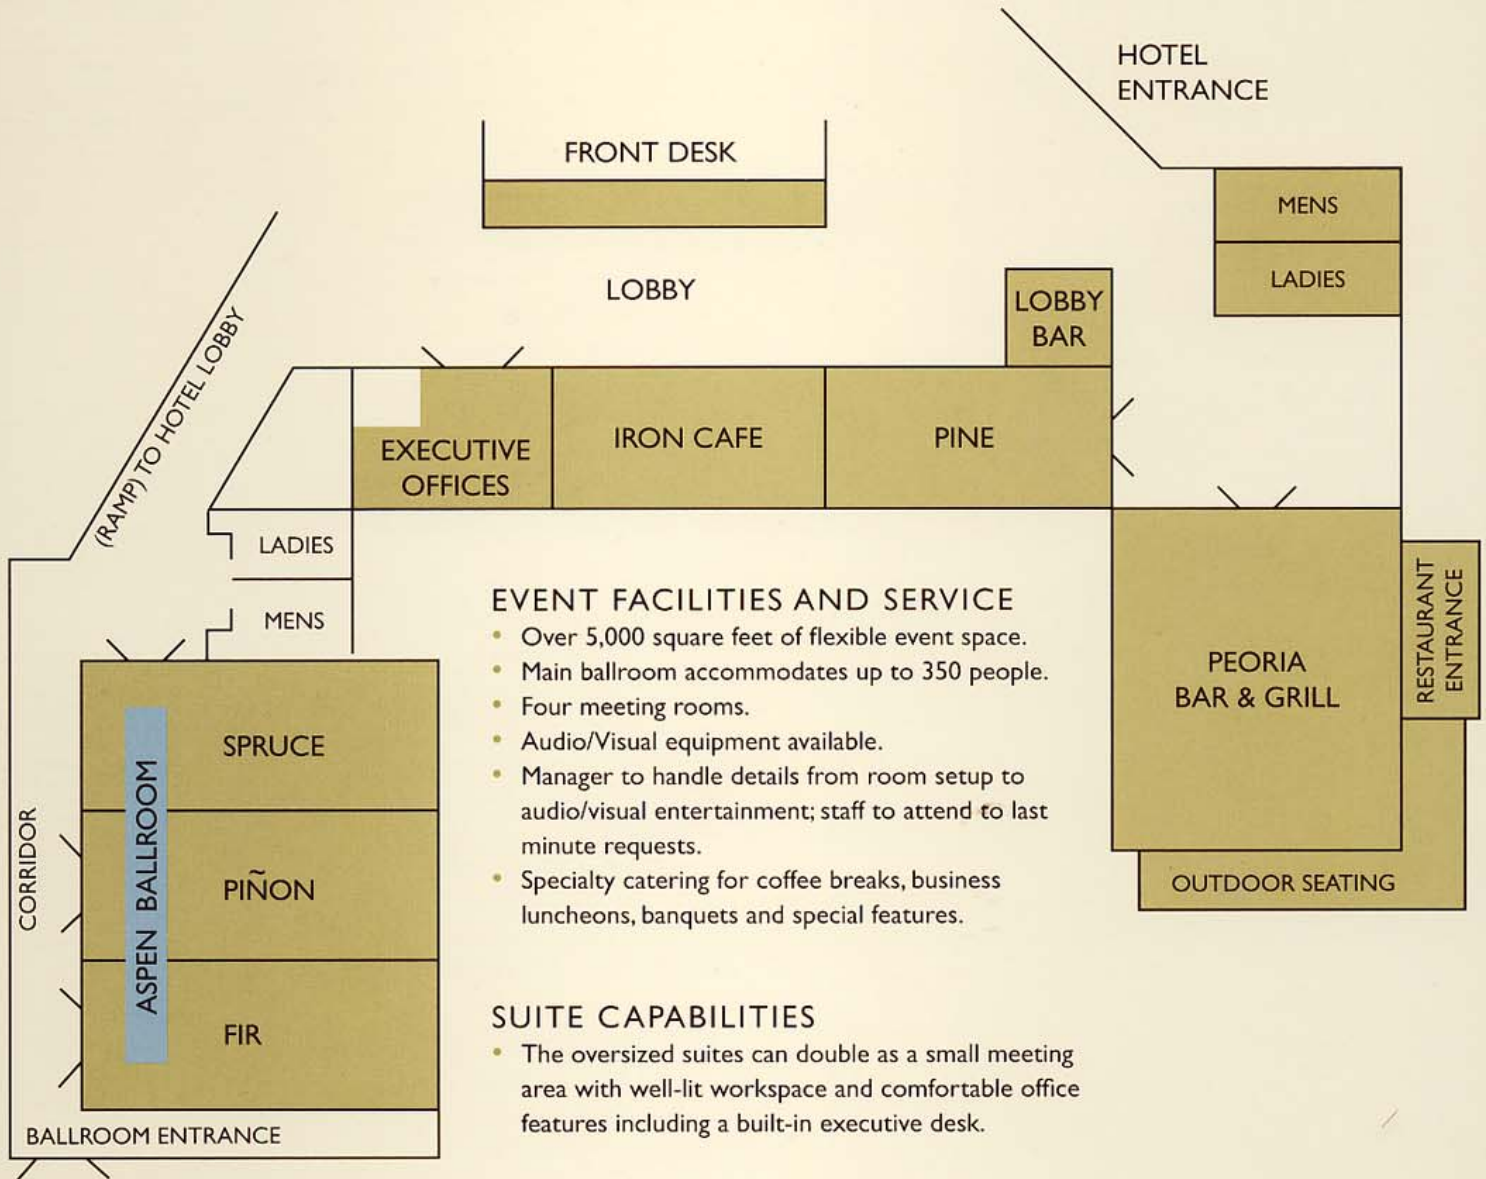 HOTEL
ENTRANCE
FRONT DESK
MENS
LADIES
LOBBY
LOBBY
BAR
(RAMP) TO HOTEL LOBBY
EXECUTIVE
OFFICES
IRON CAFE
PINE
LADIES
MENS
RESTAURANT
ENTRANCE
PEORIA
BAR & GRILL
OUTDOOR SEATING
CORRIDOR
ASPEN BALLROOM
SPRUCE
PIÑON
FIR
BALLROOM ENTRANCE
EVENT FACILITIES AND SERVICE
• Over 5,000 square feet of flexible event space.
• Main ballroom accommodates up to 350 people.
• Four meeting rooms.
• Audio/Visual equipment available.
• Manager to handle details from room setup to
audio/visual entertainment; staff to attend to last
minute requests.
• Specialty catering for coffee breaks, business
luncheons, banquets and special features.
SUITE CAPABILITIES
• The oversized suites can double as a small meeting
area with well-lit workspace and comfortable office
features including a built-in executive desk.